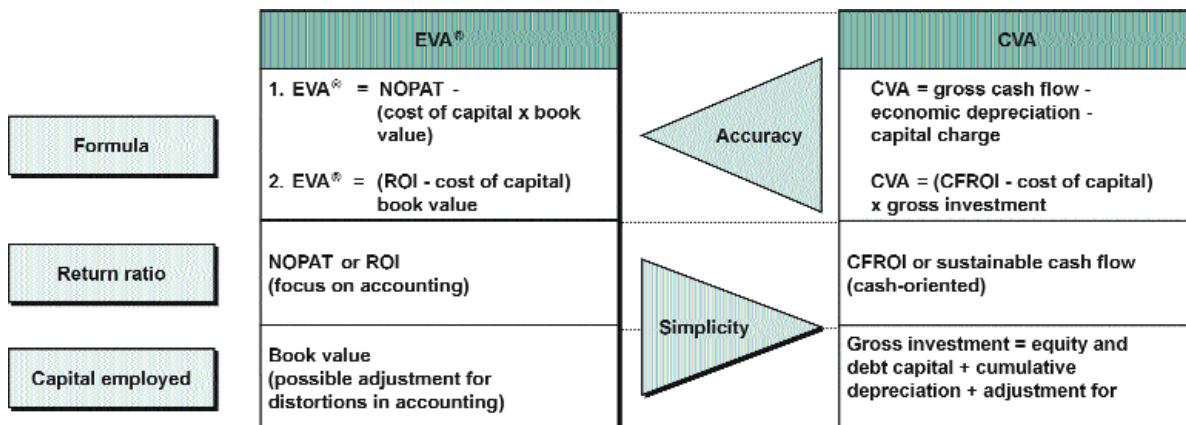 EVA®
CVA
Formula
1. EVA® = NOPAT -
(cost of capital x book
value)
2. EVA® = (ROI - cost of capital)
book value
Accuracy
CVA = gross cash flow -
economic depreciation -
capital charge
CVA = (CFROI - cost of capital)
x gross investment
Return ratio
NOPAT or ROI
(focus on accounting)
Simplicity
CFROI or sustainable cash flow
(cash-oriented)
Capital employed
Book value
(possible adjustment for
distortions in accounting)
Gross investment = equity and
debt capital + cumulative
depreciation + adjustment for